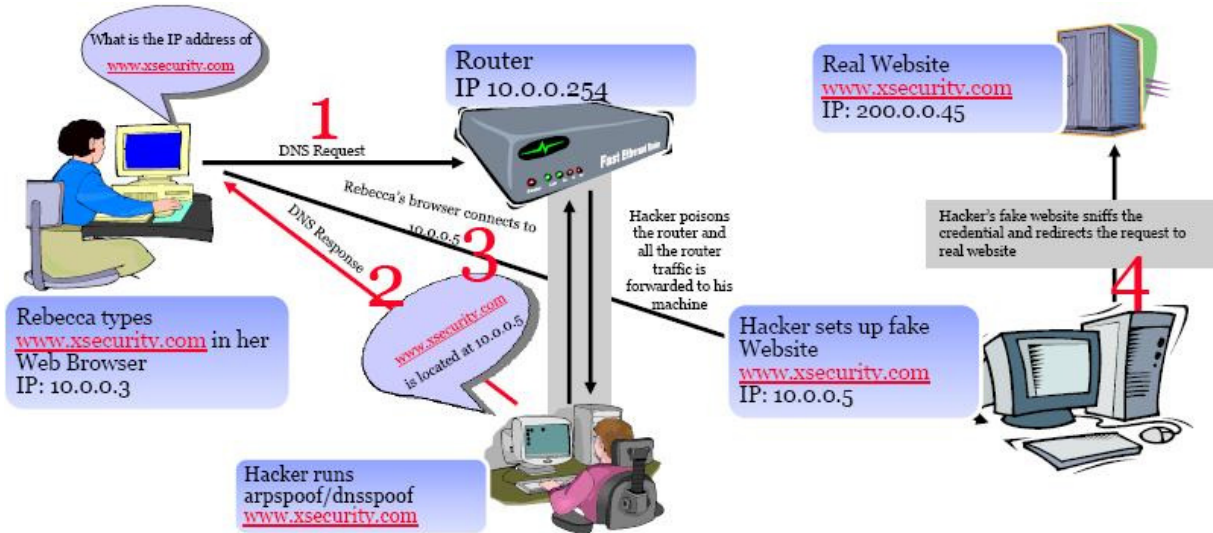 What is the IP address of
www.xsecurity.com
Router
IP 10.0.0.254
Real Website
www.xsecurity.com
IP: 200.0.0.45
1
DNS Request
Fast Ethernet Router
Rebecca's browser connects to
10.0.0.5
3
DNS Response
2
Hacker poisons
the router and
all the router
traffic is
forwarded to his
machine
Hacker's fake website sniffs the
credential and redirects the request to
real website
4
www.xsecurity.com
is located at 10.0.0.5
Rebecca types
www.xsecurity.com in her
Web Browser
IP: 10.0.0.3
Hacker sets up fake
Website
www.xsecurity.com
IP: 10.0.0.5
Hacker runs
arpspoof/dnsspoof
www.xsecurity.com